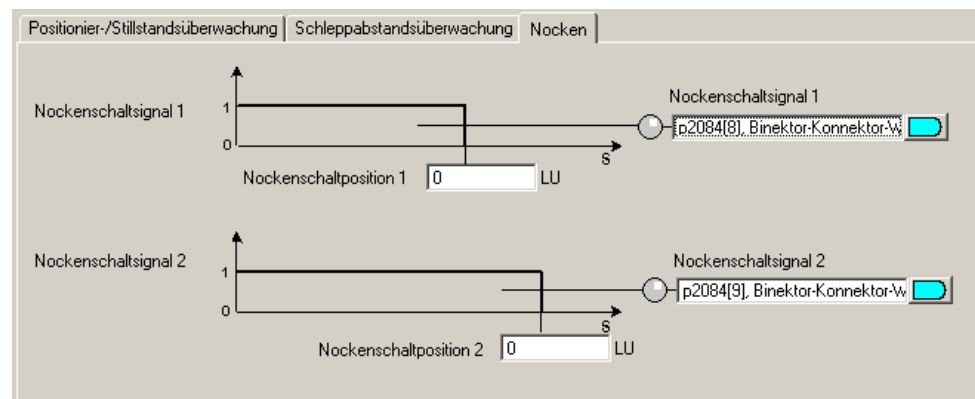 Positionier-/Stillstandsüberwachung Schleppabstandsüberwachung Nocken
Nockenschaltsignal 1
1
0
S
Nockenschaltposition 1 0 LU
Nockenschaltsignal 1
p2084[8], Binektor-Konnektor-W
Nockenschaltsignal 2
1
0
S
Nockenschaltposition 2 0 LU
Nockenschaltsignal 2
p2084[9], Binektor-Konnektor-W